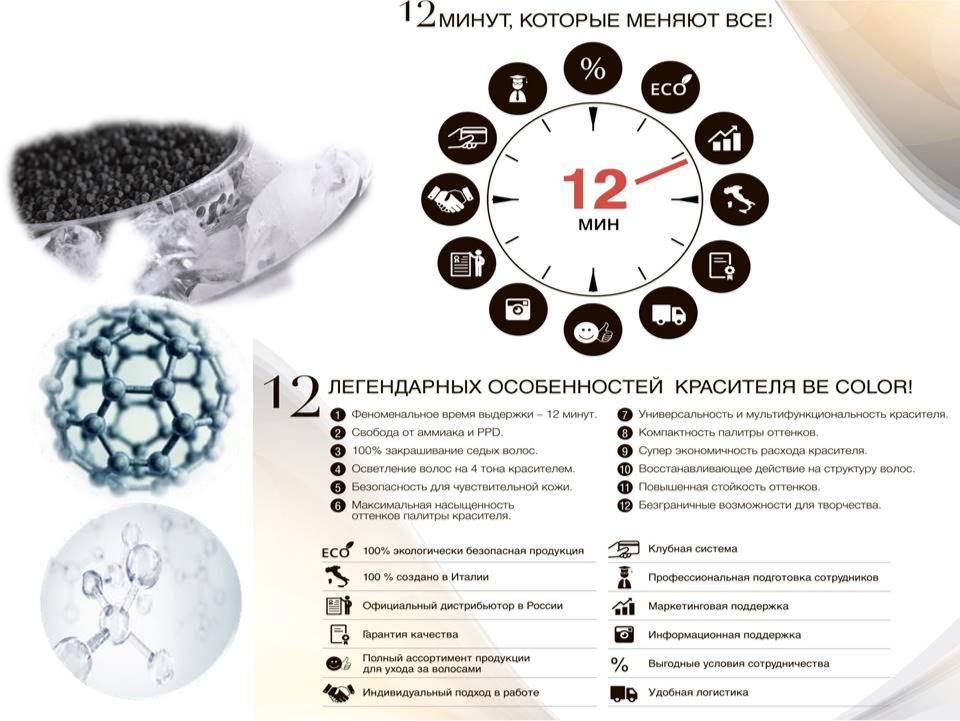 12 МИНУТ, КОТОРЫЕ МЕНЯЮТ ВСЕ!
%
ECO
12
МИН
12 ЛЕГЕНДАРНЫХ ОСОБЕННОСТЕЙ КРАСИТЕЛЯ BE COLOR!
1 Феноменальное время выдержки – 12 минут.
2 Свобода от аммиака и PPD.
3 100% закрашивание седых волос.
4 Осветление волос на 4 тона красителем.
5 Безопасность для чувствительной кожи.
6 Максимальная насыщенность
оттенков палитры красителя.
7 Универсальность и мультифункциональность красителя.
8 Компактность палитры оттенков.
9 Супер экономичность расхода красителя.
10 Восстанавливающее действие на структуру волос.
11 Повышенная стойкость оттенков.
12 Безграничные возможности для творчества.
ECO 100% экологически безопасная продукция
100 % создано в Италии
Официальный дистрибьютор в России
Гарантия качества
Полный ассортимент продукции
для ухода за волосами
Индивидуальный подход в работе
Клубная система
Профессиональная подготовка сотрудников
Маркетинговая поддержка
Информационная поддержка
% Выгодные условия сотрудничества
Удобная логистика